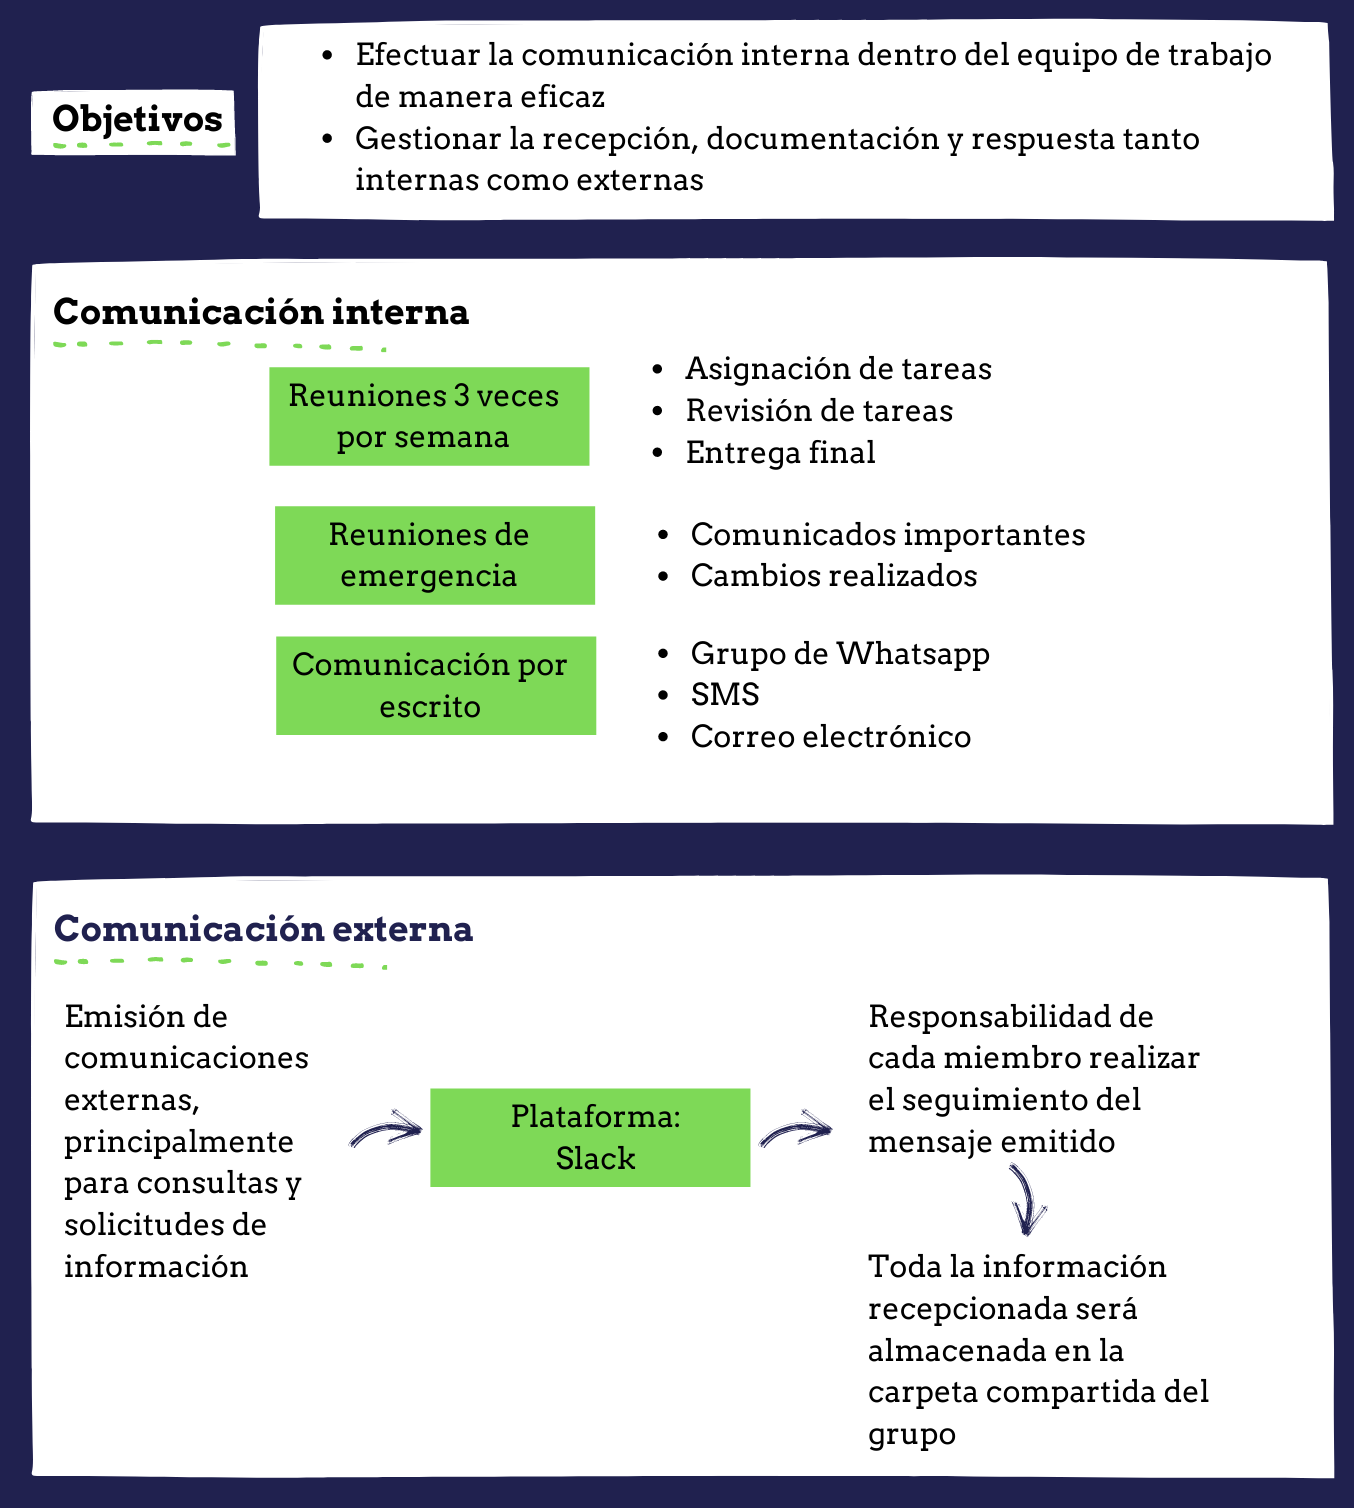 Objetivos
• Efectuar la comunicación interna dentro del equipo de trabajo
de manera eficaz
• Gestionar la recepción, documentación y respuesta tanto
internas como externas
Comunicación interna
Reuniones 3 veces
por semana
• Asignación de tareas
• Revisión de tareas
• Entrega final
Reuniones de
emergencia
• Comunicados importantes
• Cambios realizados
Comunicación por
escrito
• Grupo de Whatsapp
• SMS
• Correo electrónico
Comunicación externa
Emisión de
comunicaciones
externas,
principalmente
para consultas y
solicitudes de
información
Plataforma:
Slack
Responsabilidad de
cada miembro realizar
el seguimiento del
mensaje emitido
Toda la información
recepcionada será
almacenada en la
carpeta compartida del
grupo